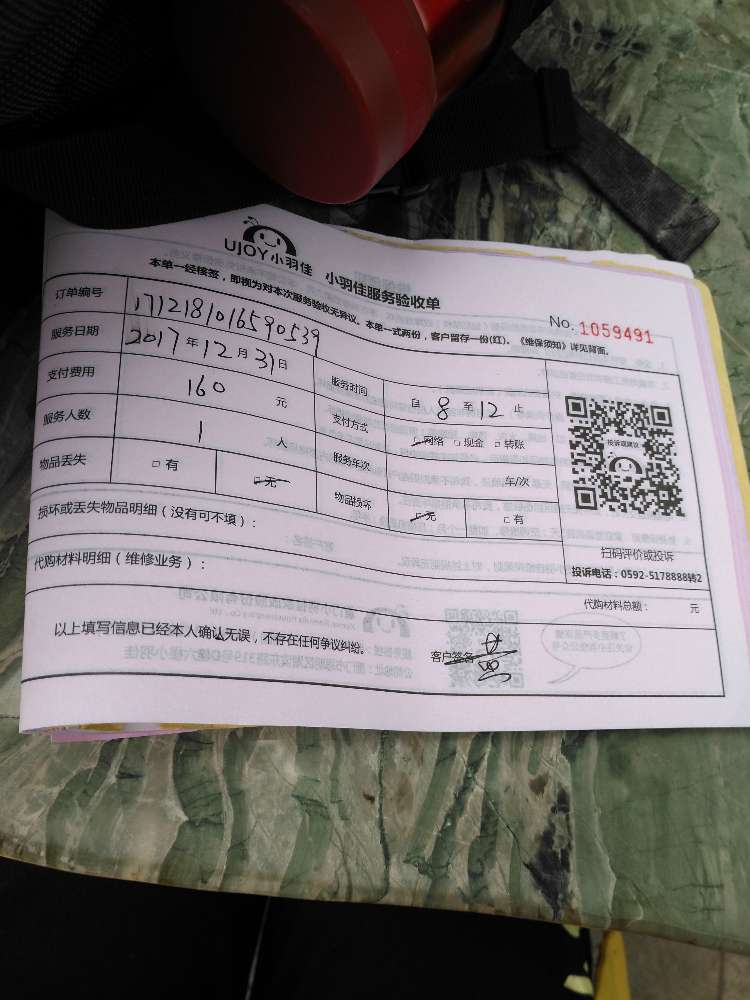 UJOY小羽佳 小羽佳服务验收单
本单一经接签，即视为对本次服务验收无异议。本单一式两份，客户留存一份(红)。《维保须知》详见背面。
No. 1059491
订单编号 1712181016590539
服务日期 2017年12月31日 服务时间 自8至12止
支付费用 160 元 支付方式 网络 现金 转账
服务人数 1 人 服务车次 车/次
物品丢失 有 无 物品损坏 无 有
投诉或建议
扫码评价或投诉
投诉电话：0592-5178888转2
损坏或丢失物品明细（没有可不填）：
代购材料明细（维修业务）：
代购材料总额： 元
以上填写信息已经本人确认无误，不存在任何争议纠纷。
客户签名